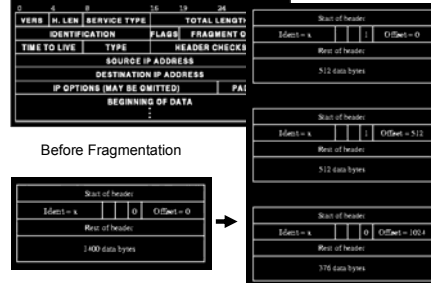 0 4 8 16 19 24
VERS H. LEN SERVICE TYPE TOTAL LENGTH
IDENTIFICATION FLAGS FRAGMENT O
TIME TO LIVE TYPE HEADER CHECKS
SOURCE IP ADDRESS
DESTINATION IP ADDRESS
IP OPTIONS (MAY BE OMITTED) PAD
BEGINNING OF DATA
Before Fragmentation
Start of header
Ident = x 0 Offset = 0
Rest of header
1400 data bytes
Start of header
Ident = x 1 Offset = 0
Rest of header
512 data bytes
Start of header
Ident = x 1 Offset = 512
Rest of header
512 data bytes
Start of header
Ident = x 0 Offset = 1024
Rest of header
376 data bytes